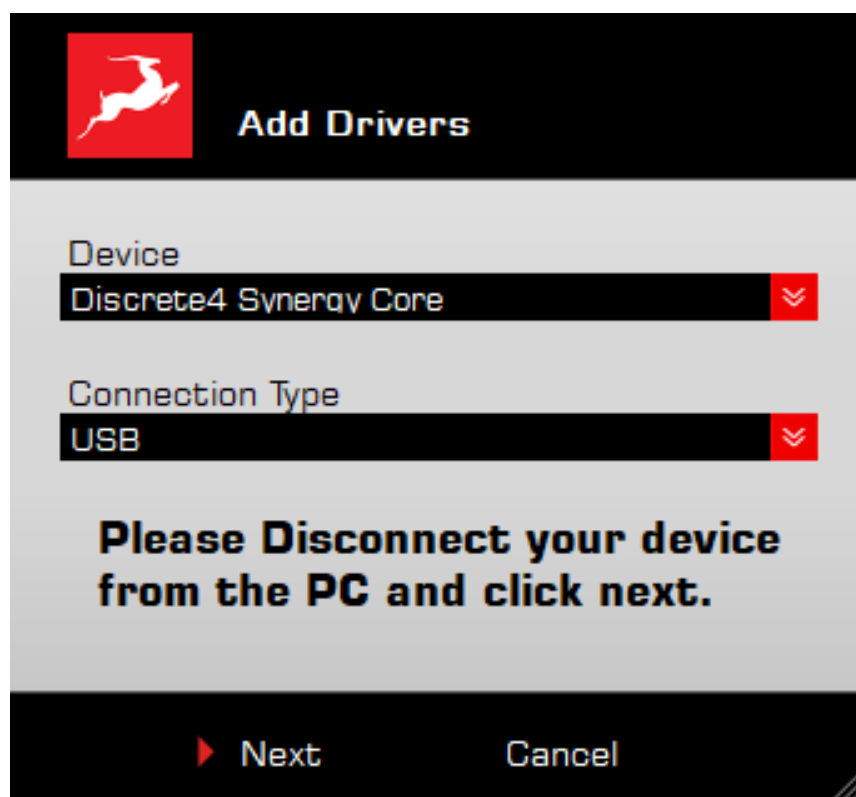 Add Drivers
Device
Discrete4 Synergy Core
Connection Type
USB
Please Disconnect your device
from the PC and click next.
Next
Cancel